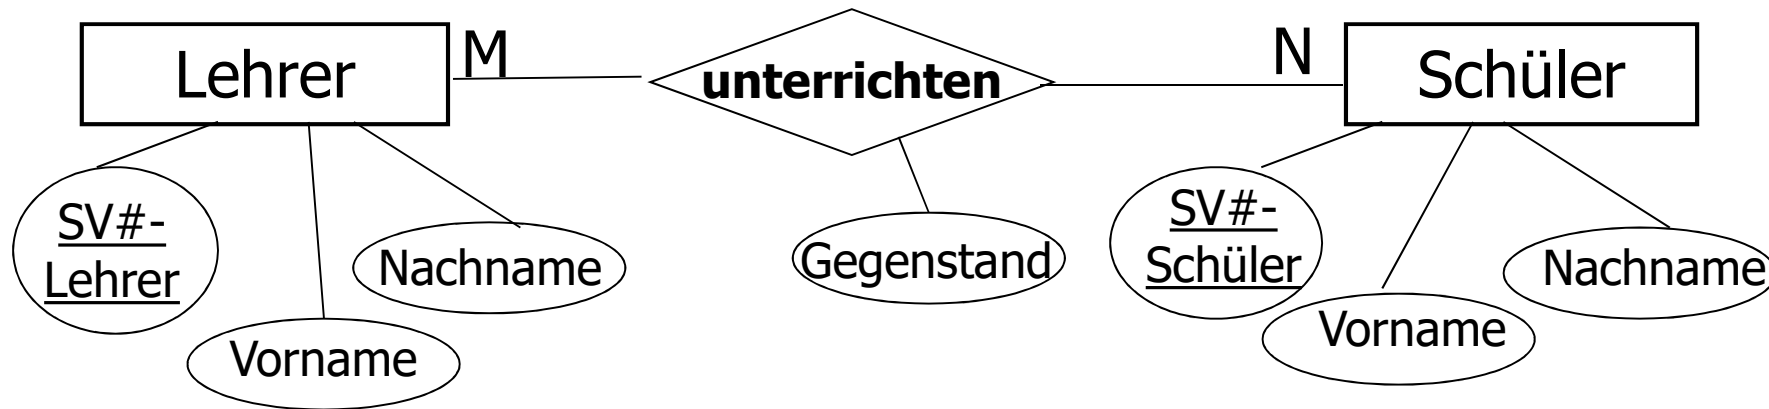 Lehrer
M
unterrichten
N
Schüler
SV#-
Lehrer
Vorname
Nachname
Gegenstand
SV#-
Schüler
Vorname
Nachname